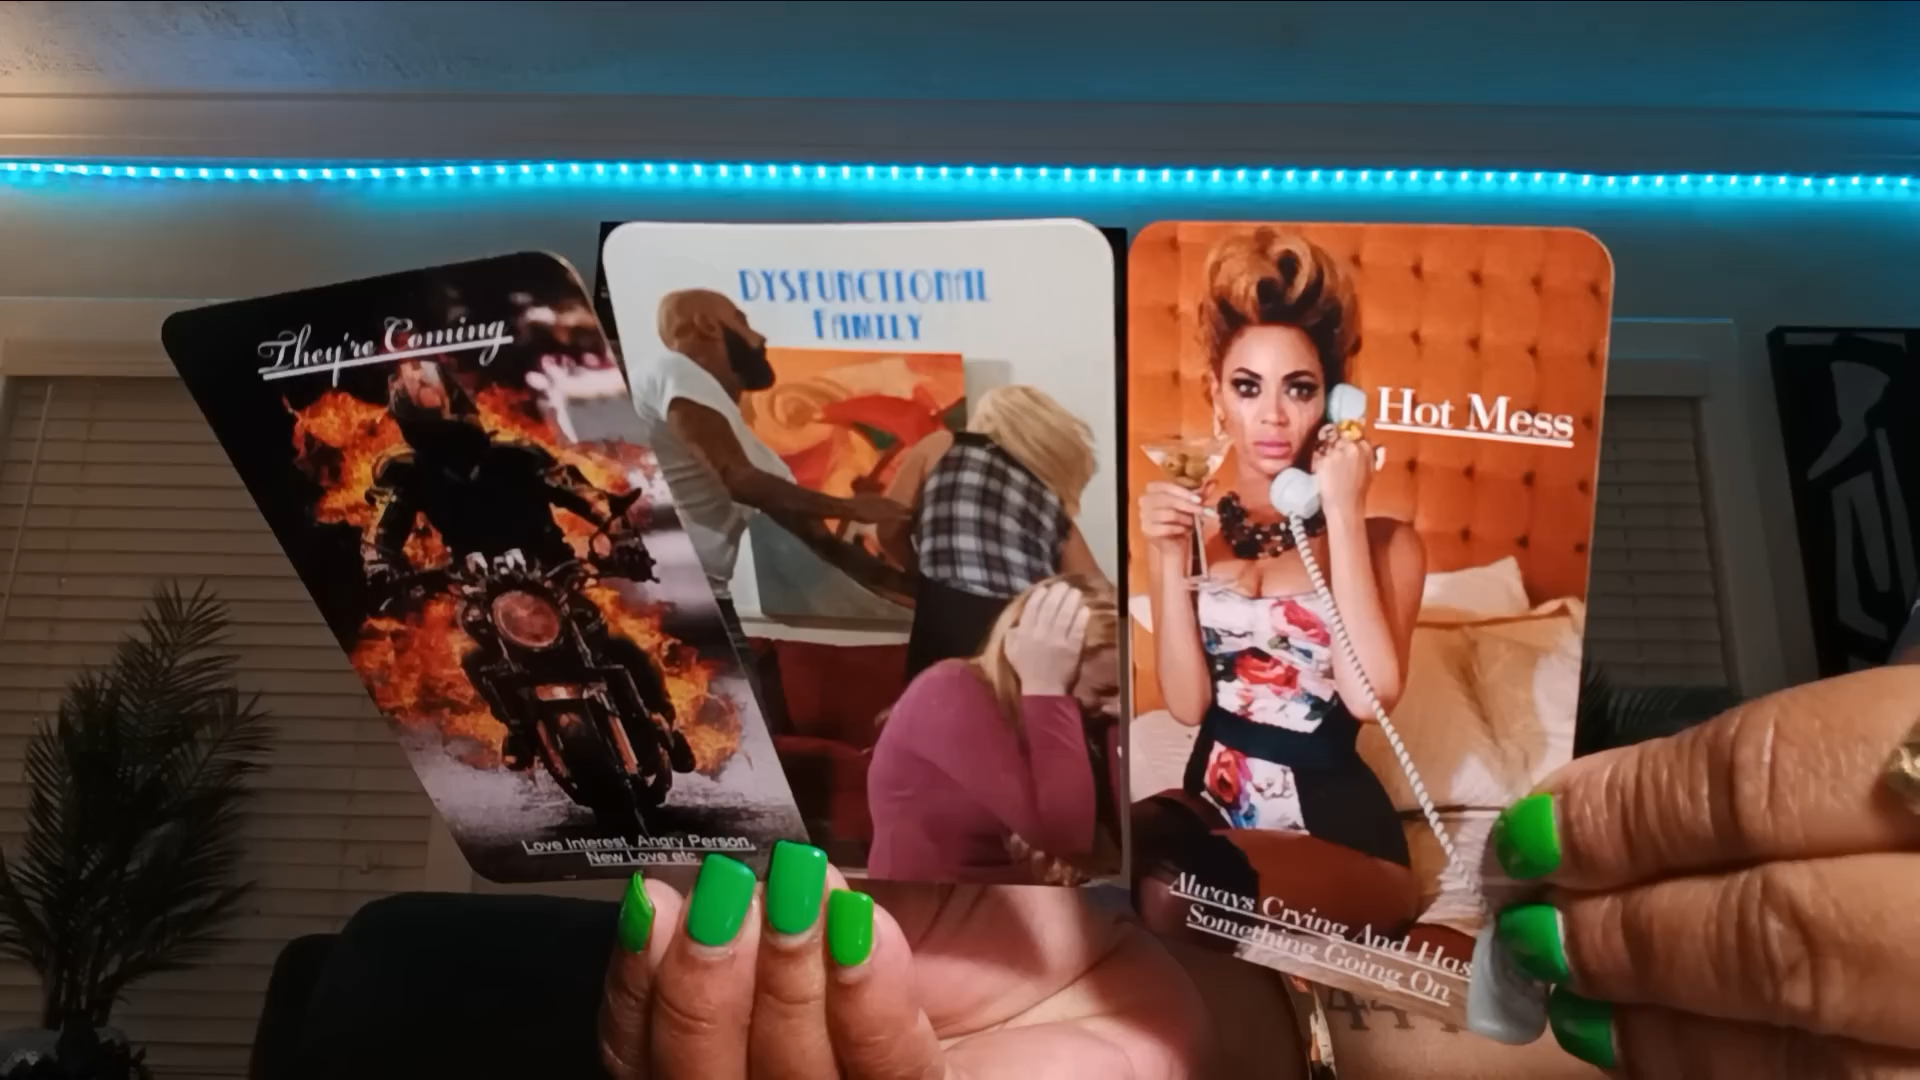 They're Coming
Love Interest, Angry Person,
New Love etc.
DYSFUNCTIONAL
FAMILY
Hot Mess
Always Crying And Has
Something Going On
444